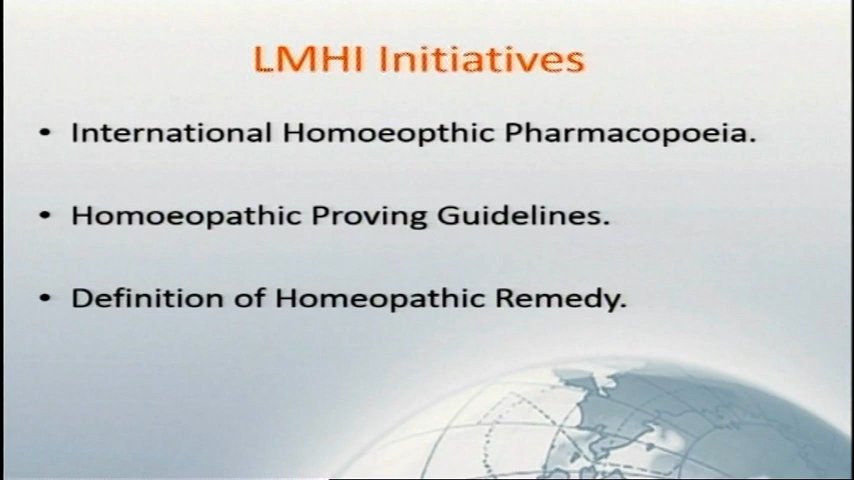 LMHI Initiatives
• International Homoeopthic Pharmacopoeia.
• Homoeopathic Proving Guidelines.
• Definition of Homeopathic Remedy.